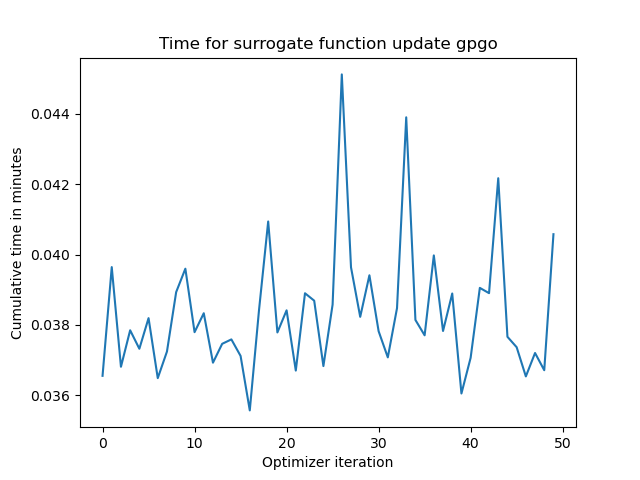 Time for surrogate function update gpgo
Cumulative time in minutes
0.044
0.042
0.040
0.038
0.036
0 10 20 30 40 50
Optimizer iteration